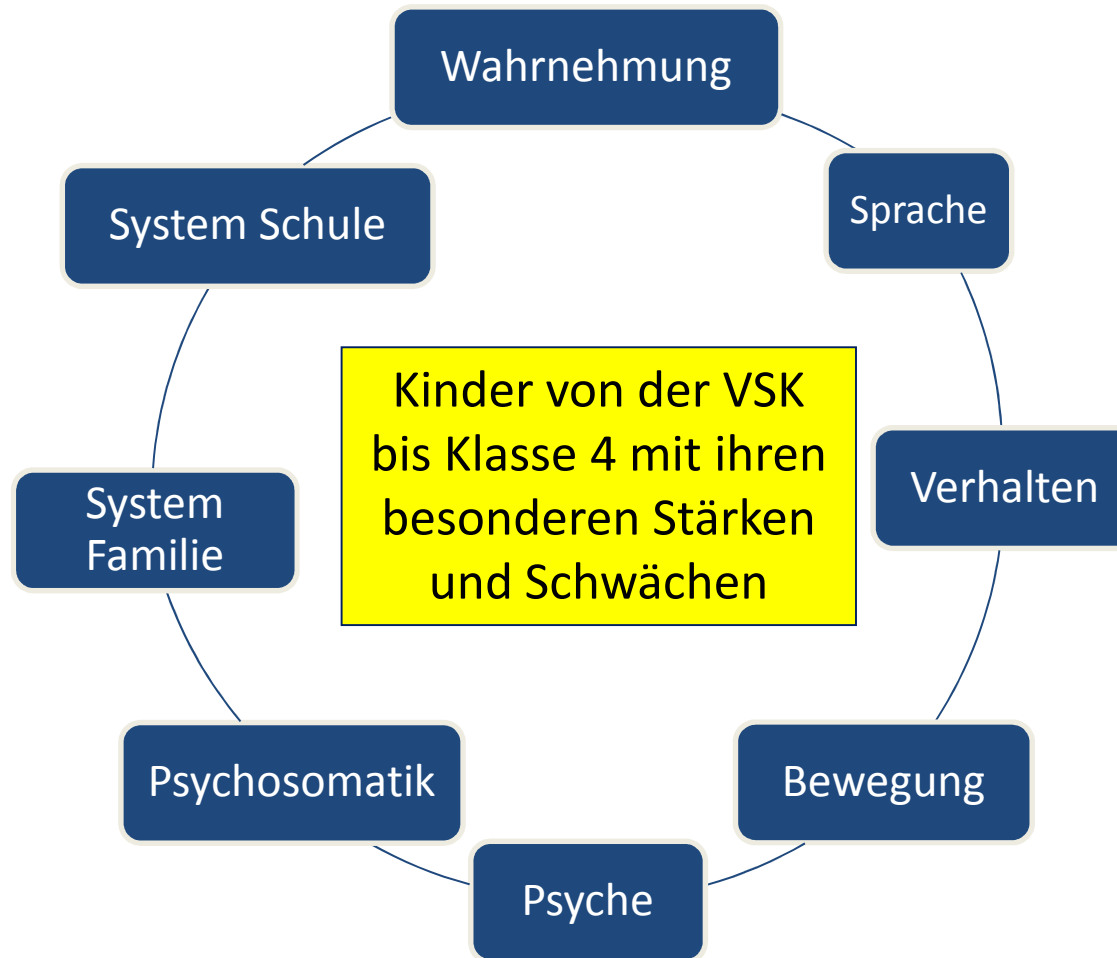 Wahrnehmung
Sprache
System Schule
Kinder von der VSK
bis Klasse 4 mit ihren
besonderen Stärken
und Schwächen
Verhalten
System
Familie
Psychosomatik
Bewegung
Psyche